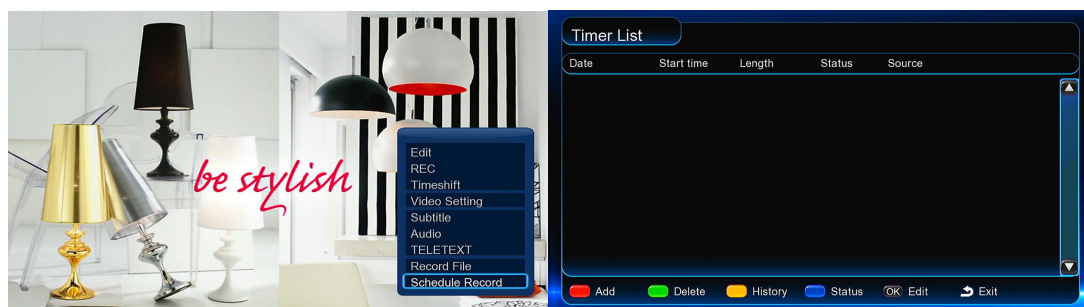 be stylish
Edit
REC
Timeshift
Video Setting
Subtitle
Audio
TELETEXT
Record File
Schedule Record
Timer List
Date Start time Length Status Source
Add Delete History Status OK Edit Exit